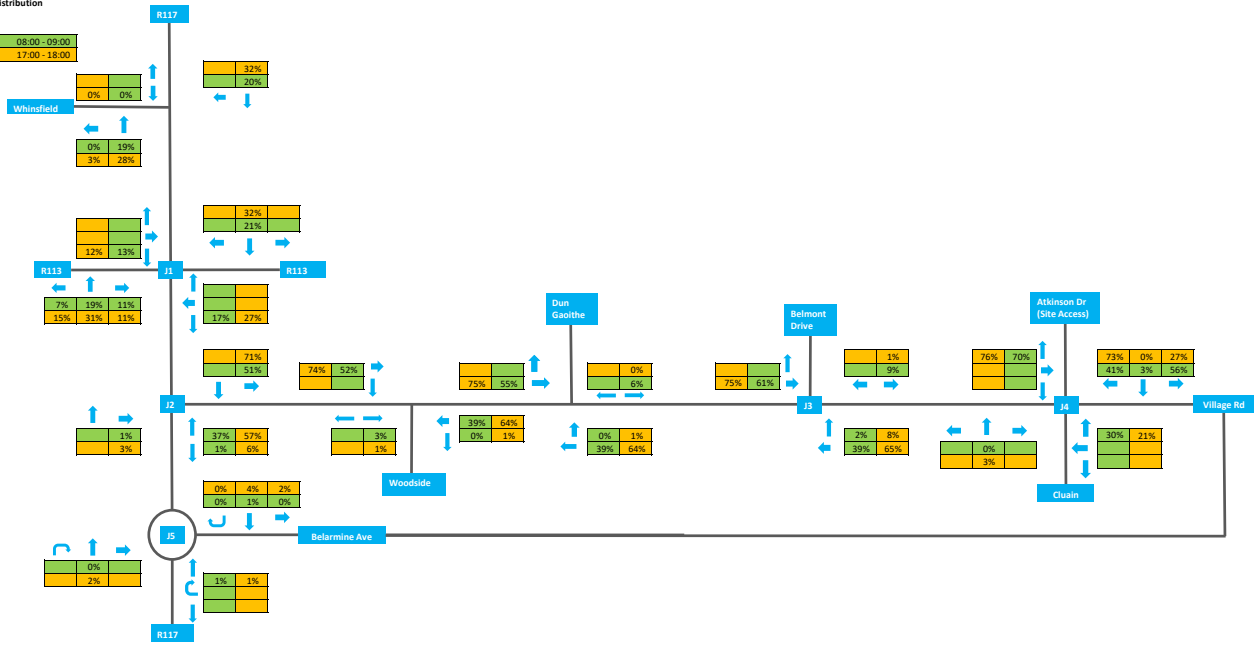 istribution
R117
08:00 - 09:00
17:00 - 18:00
32%
20%
0% 0%
Whinsfield
0% 19%
3% 28%
32%
21%
12% 13%
R113
J1
R113
7% 19% 11%
15% 31% 11%
17% 27%
Dun
Gaoithe
Belmont
Drive
Atkinson Dr
(Site Access)
71%
51%
74% 52%
75% 55%
0%
6%
75% 61%
1%
9%
76% 70%
73% 0% 27%
41% 3% 56%
J2
J3
J4
Village Rd
1%
3%
37% 57%
1% 6%
3%
1%
39% 64%
0% 1%
0% 1%
39% 64%
2% 8%
39% 65%
0%
3%
30% 21%
Woodside
Cluain
0% 4% 2%
0% 1% 0%
J5
Belarmine Ave
0%
2%
1% 1%
R117